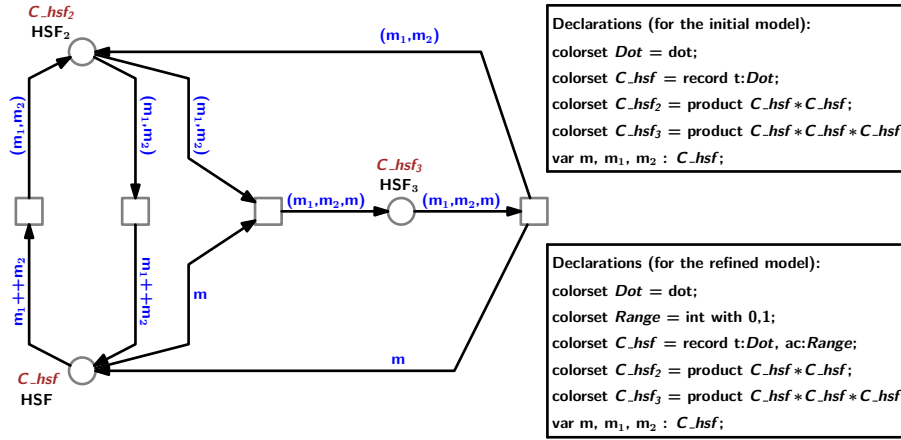 C_hsf₂
HSF₂
(m₁,m₂)
(m₁,m₂)
(m₁,m₂)
(m₁,m₂)
C_hsf₃
HSF₃
(m₁,m₂,m)
(m₁,m₂,m)
m₁++m₂
m₁++m₂
m
m
C_hsf
HSF
Declarations (for the initial model):
colorset Dot = dot;
colorset C_hsf = record t:Dot;
colorset C_hsf₂ = product C_hsf*C_hsf;
colorset C_hsf₃ = product C_hsf*C_hsf*C_hsf
var m, m₁, m₂ : C_hsf;
Declarations (for the refined model):
colorset Dot = dot;
colorset Range = int with 0,1;
colorset C_hsf = record t:Dot, ac:Range;
colorset C_hsf₂ = product C_hsf*C_hsf;
colorset C_hsf₃ = product C_hsf*C_hsf*C_hsf
var m, m₁, m₂ : C_hsf;